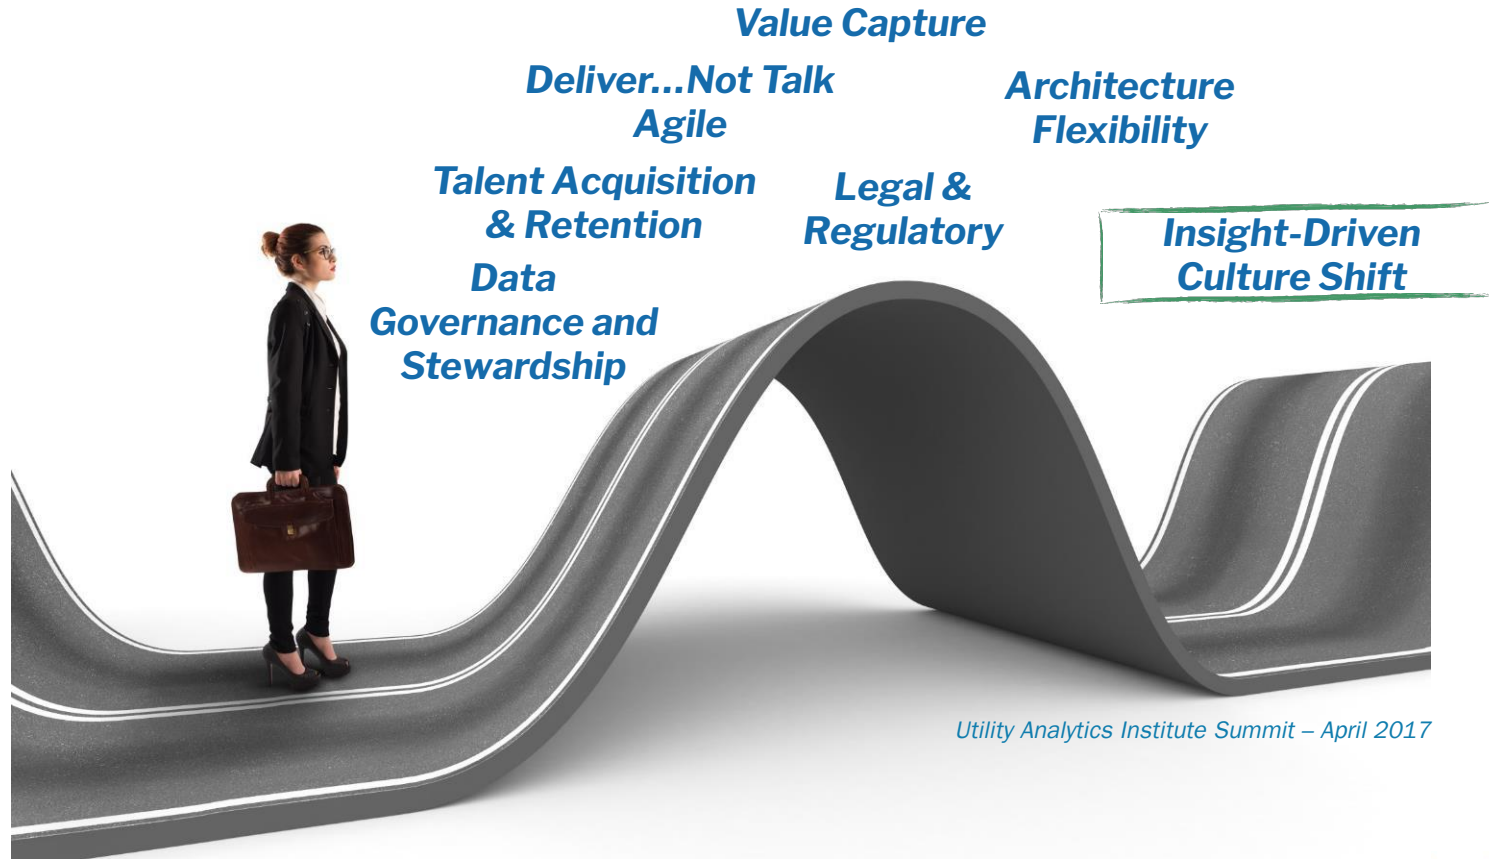 Value Capture
Deliver...Not Talk
Agile
Architecture
Flexibility
Talent Acquisition
& Retention
Legal &
Regulatory
Insight-Driven
Culture Shift
Data
Governance and
Stewardship
Utility Analytics Institute Summit – April 2017